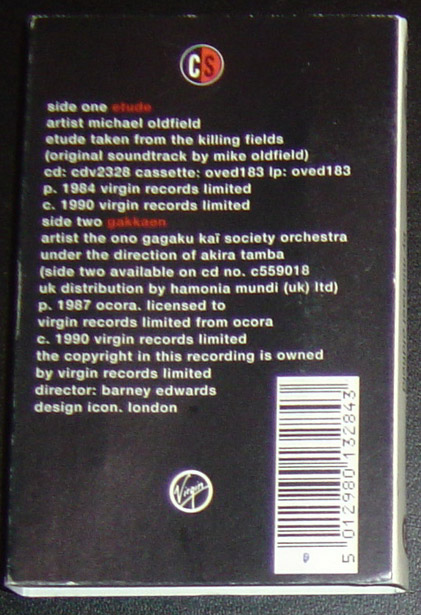 CS
side one etude
artist michael oldfield
etude taken from the killing fields
(original soundtrack by mike oldfield)
cd: cdv2328 cassette: oved183 lp: oved183
p. 1984 virgin records limited
c. 1990 virgin records limited
side two gakkaen
artist the ono gagaku kaï society orchestra
under the direction of akira tamba
(side two available on cd no. c559018
uk distribution by hamonia mundi (uk) ltd)
p. 1987 ocora. licensed to
virgin records limited from ocora
c. 1990 virgin records limited
the copyright in this recording is owned
by virgin records limited
director: barney edwards
design icon. london
Virgin
5 012980 132843